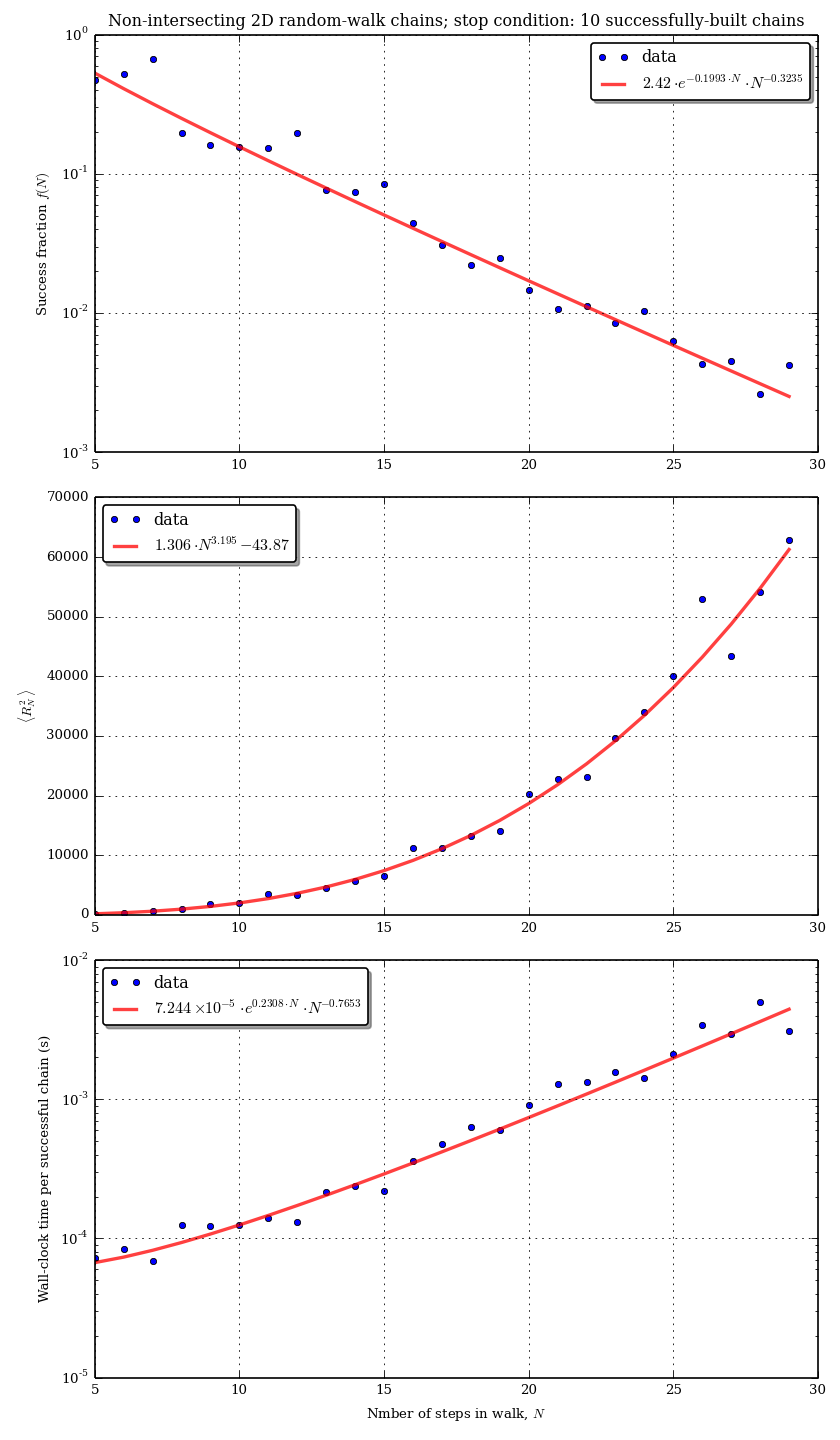 Non-intersecting 2D random-walk chains; stop condition: 10 successfully-built chains
10^0
10^-1
10^-2
10^-3
Success fraction f(N)
data
2.42·e^{-0.1993·N}·N^{-0.3235}
5 10 15 20 25 30
70000
60000
50000
40000
30000
20000
10000
0
⟨R_N^2⟩
data
1.306·N^{3.195}−43.87
5 10 15 20 25 30
10^-2
10^-3
10^-4
10^-5
Wall-clock time per successful chain (s)
data
7.244×10^{-5}·e^{0.2308·N}·N^{-0.7653}
5 10 15 20 25 30
Nmber of steps in walk, N